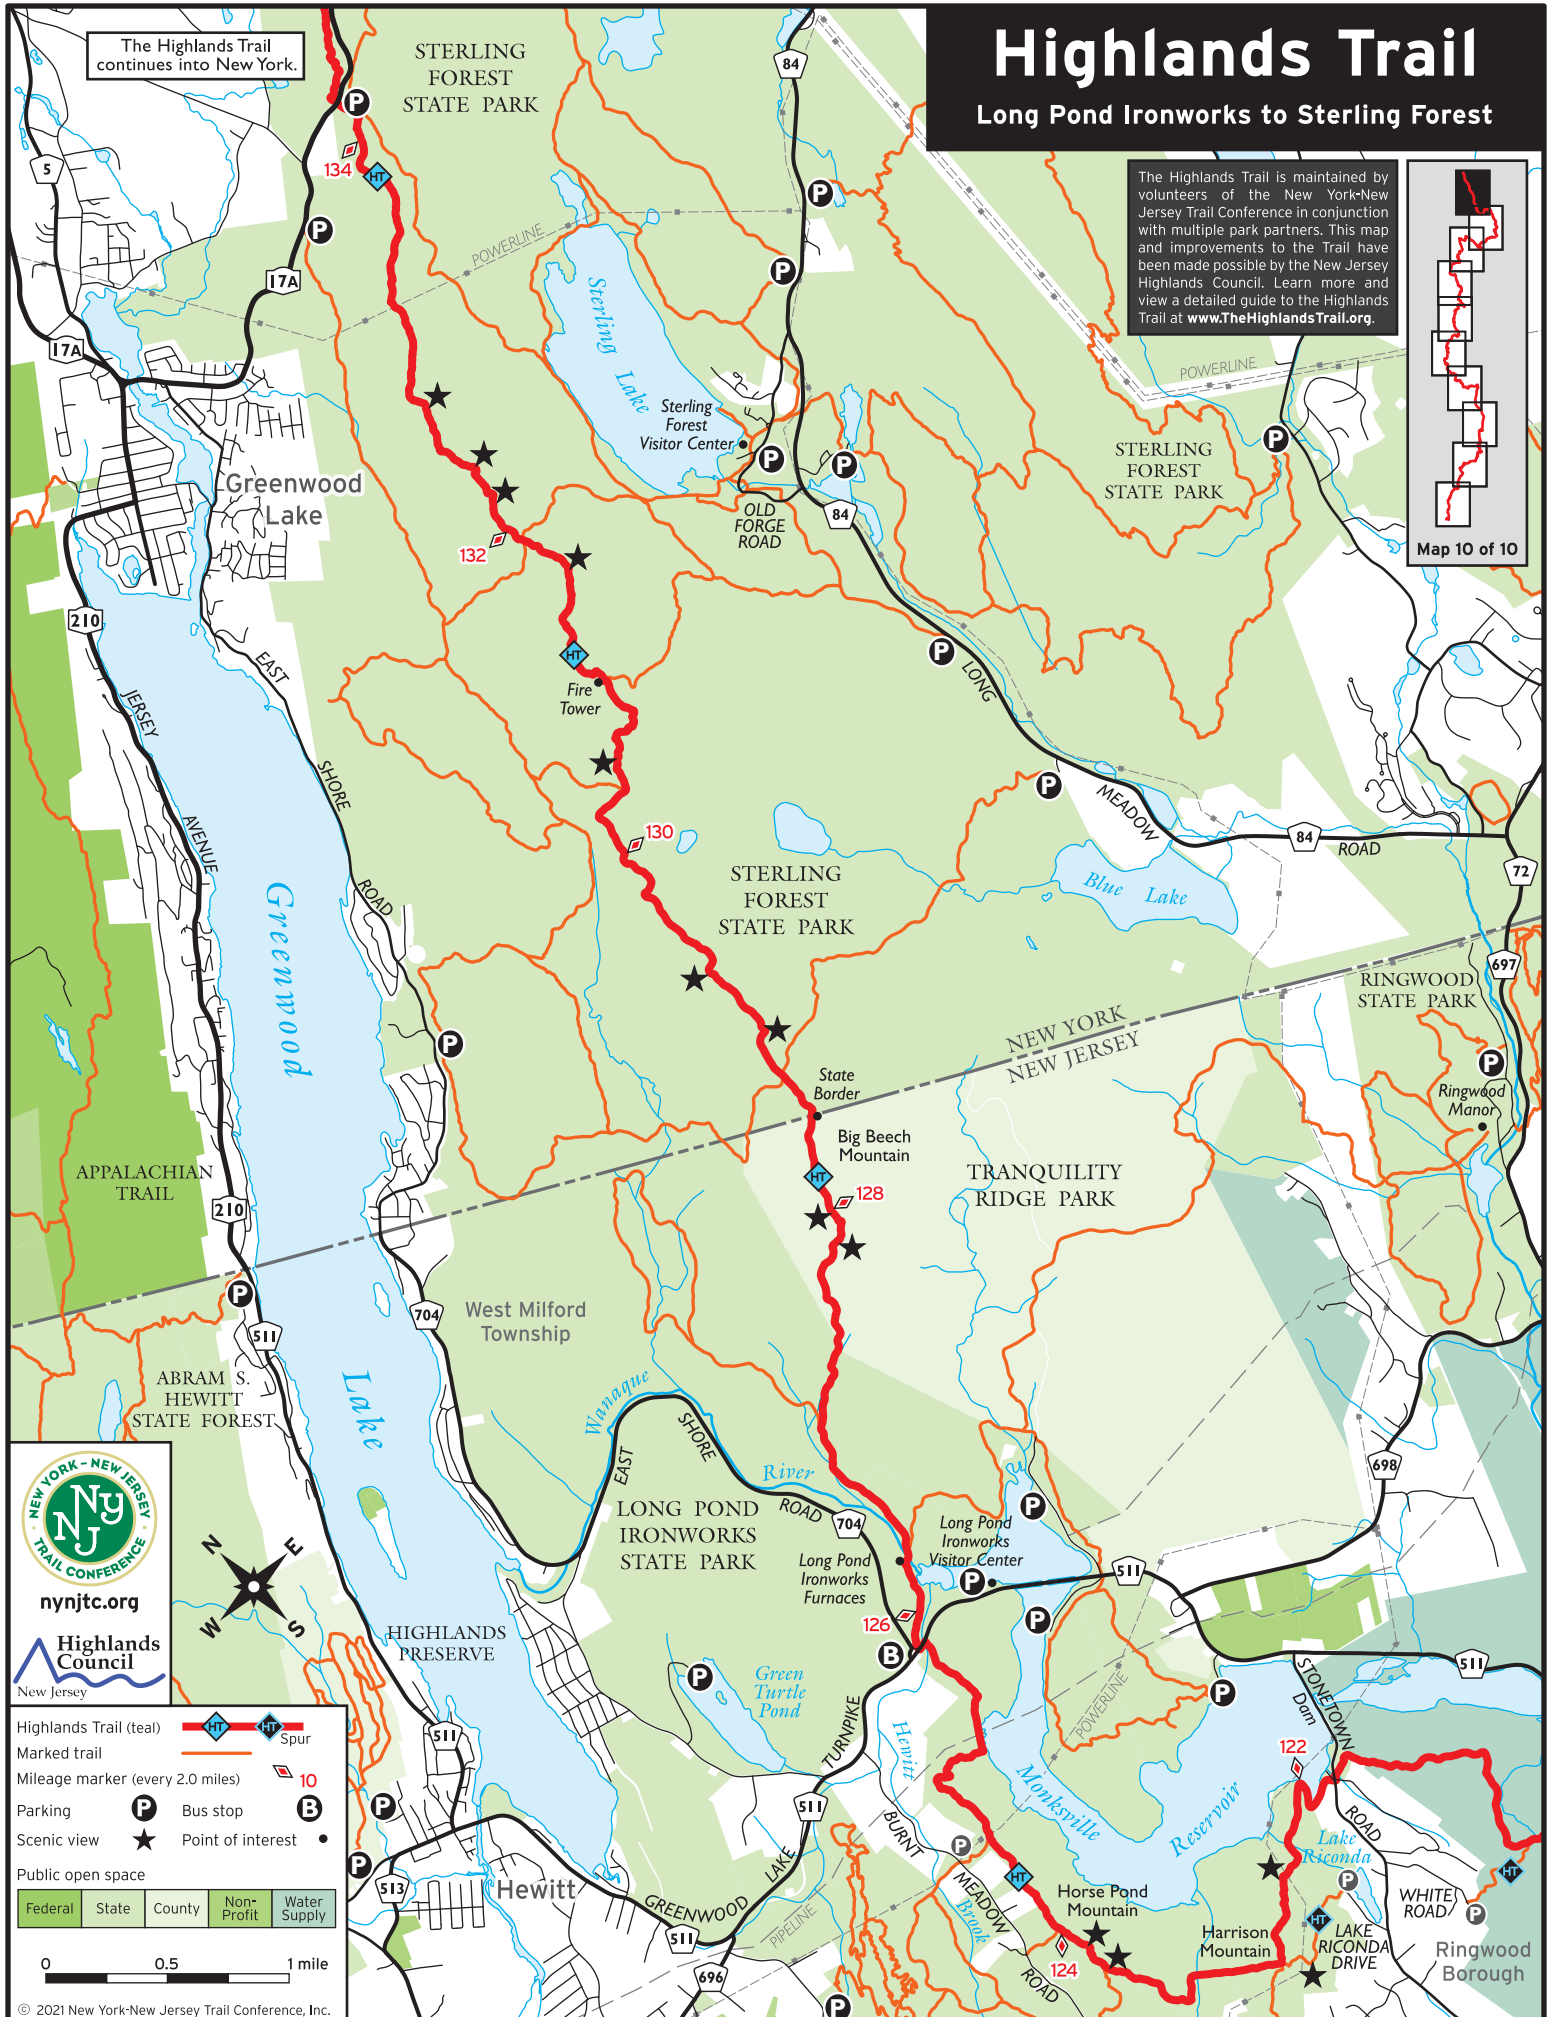 Highlands Trail
Long Pond Ironworks to Sterling Forest
The Highlands Trail
continues into New York.
The Highlands Trail is maintained by
volunteers of the New York-New
Jersey Trail Conference in conjunction
with multiple park partners. This map
and improvements to the Trail have
been made possible by the New Jersey
Highlands Council. Learn more and
view a detailed guide to the Highlands
Trail at www.TheHighlandsTrail.org.
Map 10 of 10
STERLING
FOREST
STATE PARK
84
P
5
134
HT
P
P
POWERLINE
17A
P
Sterling
Lake
17A
POWERLINE
Sterling
Forest
Visitor Center
P
P
P
STERLING
FOREST
STATE PARK
Greenwood
Lake
OLD
FORGE
ROAD
84
132
210
HT
Fire
Tower
P
LONG
EAST
JERSEY
SHORE
P
MEADOW
AVENUE
130
84
ROAD
72
STERLING
FOREST
STATE PARK
Blue Lake
ROAD
Greenwood
697
RINGWOOD
STATE PARK
NEW YORK
NEW JERSEY
P
P
State
Border
Ringwood
Manor
Big Beech
Mountain
APPALACHIAN
TRAIL
HT
128
TRANQUILITY
RIDGE PARK
210
P
704
511
West Milford
Township
ABRAM S.
HEWITT
STATE FOREST
Lake
Wanaque
SHORE
EAST
River
ROAD
698
LONG POND
IRONWORKS
STATE PARK
704
P
Long Pond
Ironworks
Visitor Center
P
Long Pond
Ironworks
Furnaces
511
126
P
B
NEW YORK – NEW JERSEY
NY
NJ
TRAIL CONFERENCE
nynjtc.org
N
E
W
S
Highlands
Council
New Jersey
HIGHLANDS
PRESERVE
P
Green
Turtle
Pond
511
STONETOWN
Dam
P
POWERLINE
TURNPIKE
Hewitt
511
122
Monksville
Reservoir
P
511
BURNT
P
ROAD
Lake
Riconda
P
HT
P
513
Hewitt
LAKE
GREENWOOD
511
PIPELINE
MEADOW
Brook
HT
Horse Pond
Mountain
WHITE
ROAD
P
HT
Harrison
Mountain
LAKE
RICONDA
DRIVE
124
ROAD
Ringwood
Borough
696
P
Highlands Trail (teal)
HT
HT
Spur
Marked trail
Mileage marker (every 2.0 miles)
10
Parking
P
Bus stop
B
Scenic view
Point of interest
Public open space
Federal
State
County
Non-
Profit
Water
Supply
0
0.5
1 mile
© 2021 New York-New Jersey Trail Conference, Inc.